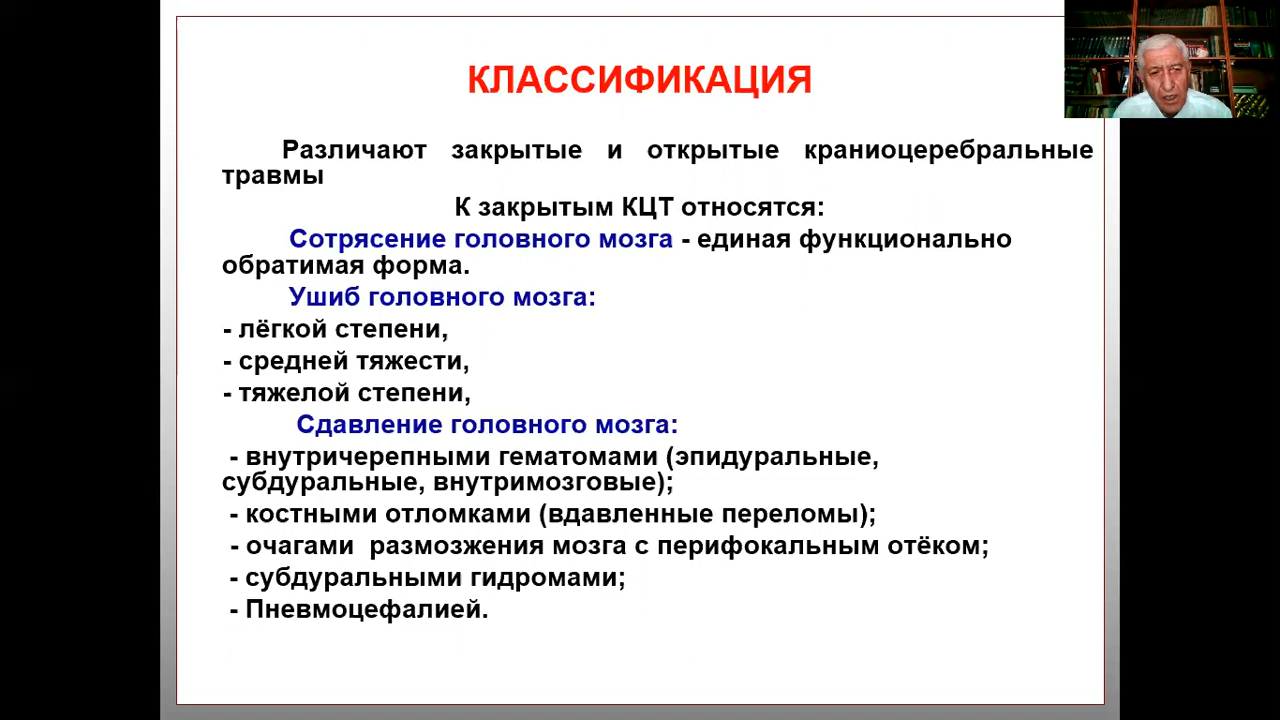 КЛАССИФИКАЦИЯ
Различают закрытые и открытые краниоцеребральные
травмы
К закрытым КЦТ относятся:
Сотрясение головного мозга - единая функционально
обратимая форма.
Ушиб головного мозга:
- лёгкой степени,
- средней тяжести,
- тяжелой степени,
Сдавление головного мозга:
- внутричерепными гематомами (эпидуральные,
субдуральные, внутримозговые);
- костными отломками (вдавленные переломы);
- очагами размозжения мозга с перифокальным отёком;
- субдуральными гидромами;
- Пневмоцефалией.